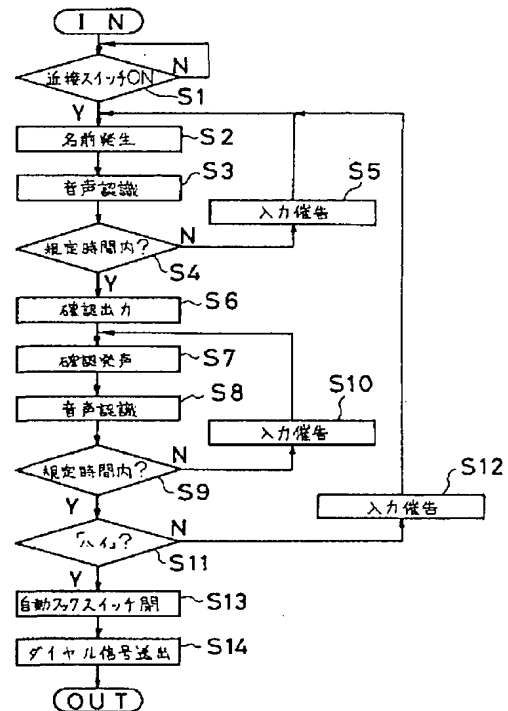 IN
近接スイッチON
N
S1
Y
名前発生
S2
音声認識
S3
S5
入力催告
規定時間内?
N
S4
Y
確認出力
S6
確認発声
S7
音声認識
S8
S10
入力催告
規定時間内?
N
S9
Y
S12
入力催告
「ハイ」?
N
S11
Y
自動フックスイッチ開
S13
ダイヤル信号送出
S14
OUT